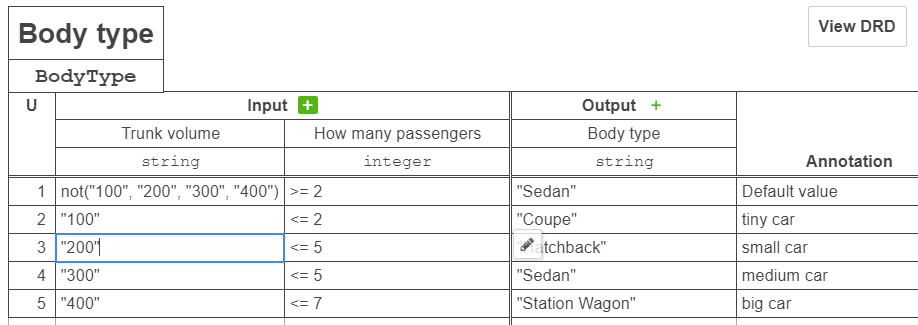 Body type
View DRD
BodyType
U Input + Output +
Trunk volume How many passengers Body type
string integer string Annotation
1 not("100", "200", "300", "400") >= 2 "Sedan" Default value
2 "100" <= 2 "Coupe" tiny car
3 "200" <= 5 atchback" small car
4 "300" <= 5 "Sedan" medium car
5 "400" <= 7 "Station Wagon" big car